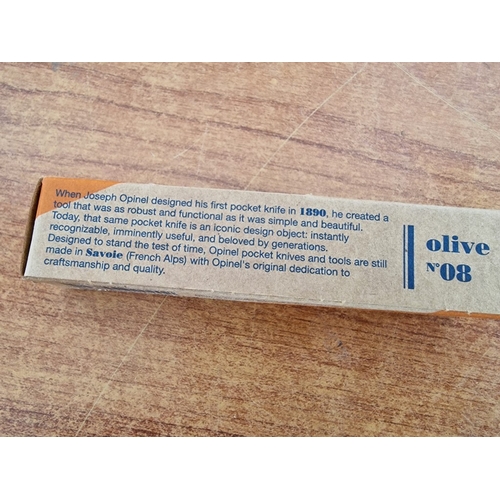 When Joseph Opinel designed his first pocket knife in 1890, he created a
tool that was as robust and functional as it was simple and beautiful.
Today, that same pocket knife is an iconic design object: instantly
recognizable, imminently useful, and beloved by generations.
Designed to stand the test of time, Opinel pocket knives and tools are still
made in Savoie (French Alps) with Opinel's original dedication to
craftsmanship and quality.
olive
N°08